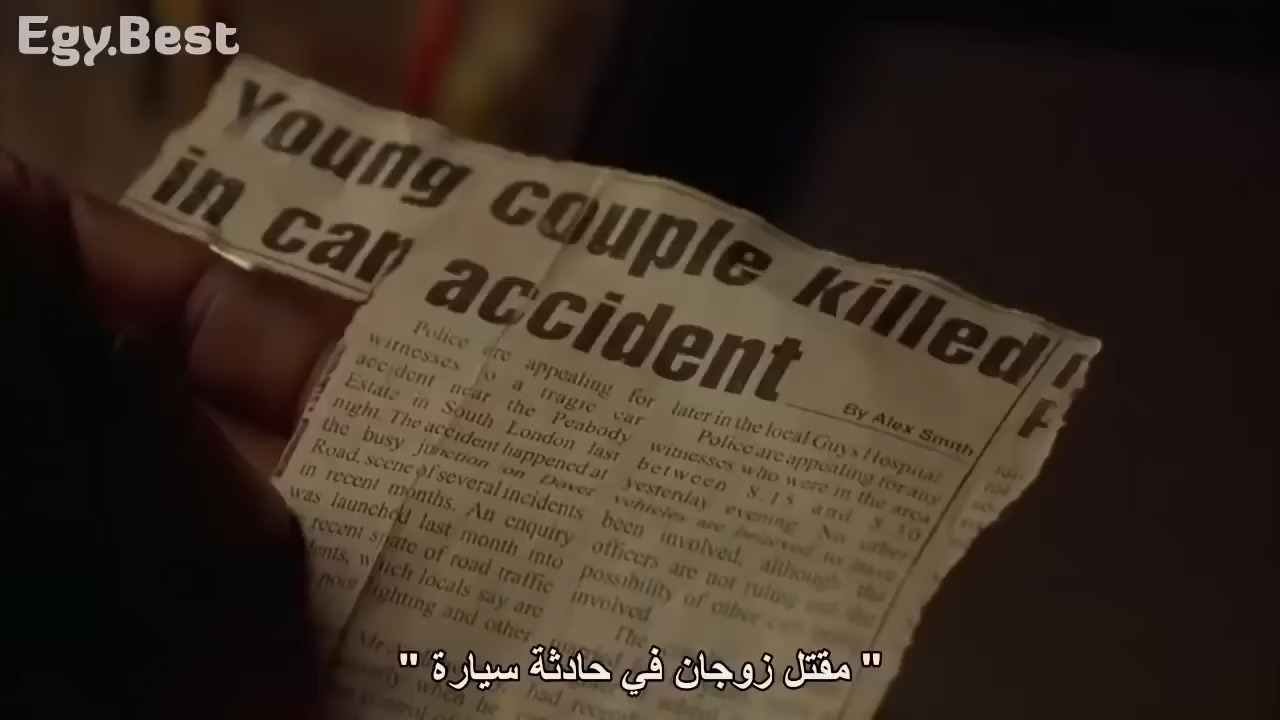 Egy.Best
Young couple killed
in car accident
By Alex Smith
Police are appealing for
witnesses to a tragic car
accident near the Peabody
Estate in South London last
night. The accident happened at
the busy junction on Dover
Road, scene of several incidents
in recent months. An enquiry
was launched last month into
recent spate of road traffic
which locals say are
poor lighting and other
later in the local Guys Hospital
Police are appealing for any
witnesses who were in the area
between 8.15 and 8.30
yesterday evening. No other
vehicles are believed to have
been involved, although the
officers are not ruling out the
possibility of other
involved
The
" مقتل زوجان في حادثة سيارة "